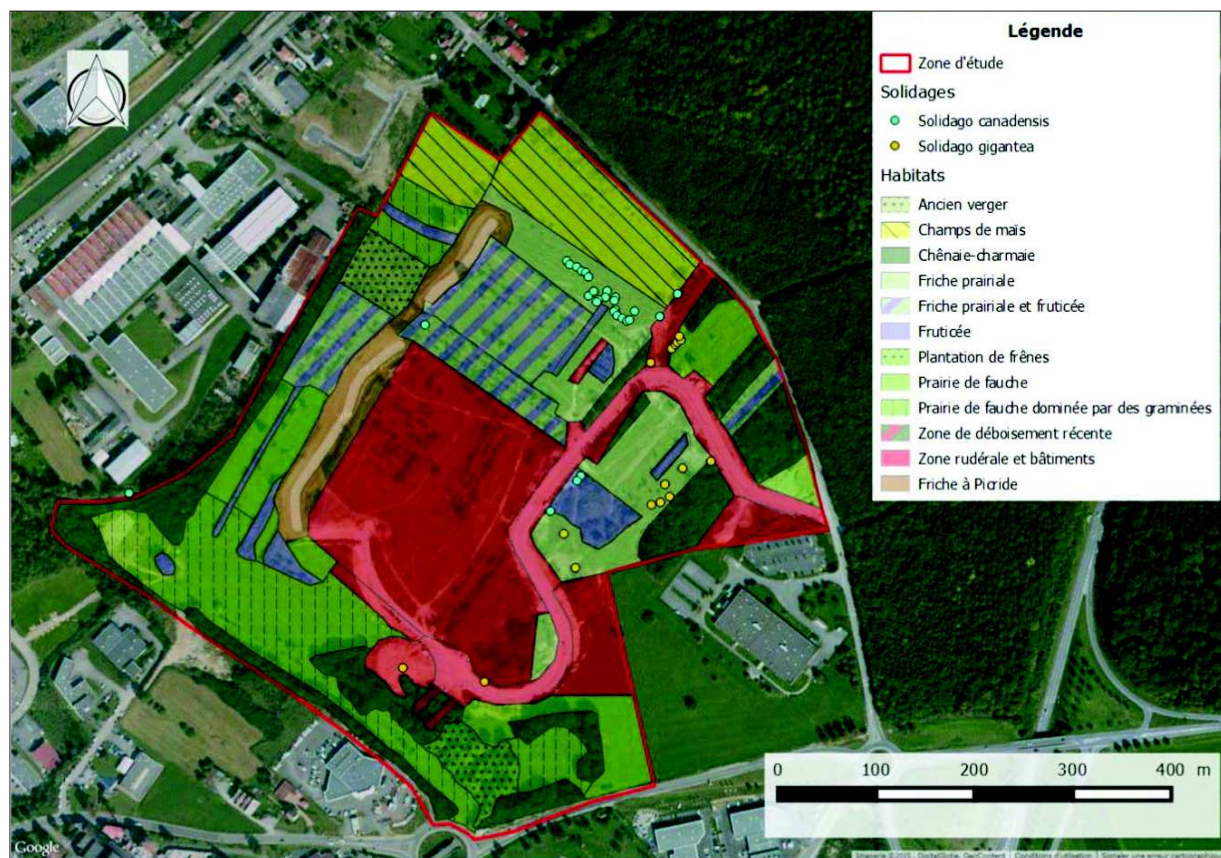 Légende
Zone d'étude
Solidages
Solidago canadensis
Solidago gigantea
Habitats
Ancien verger
Champs de maïs
Chênaie-charmaie
Friche prairiale
Friche prairiale et fruticée
Fruticée
Plantation de frênes
Prairie de fauche
Prairie de fauche dominée par des graminées
Zone de déboisement récente
Zone rudérale et bâtiments
Friche à Picride
0 100 200 300 400 m
Google